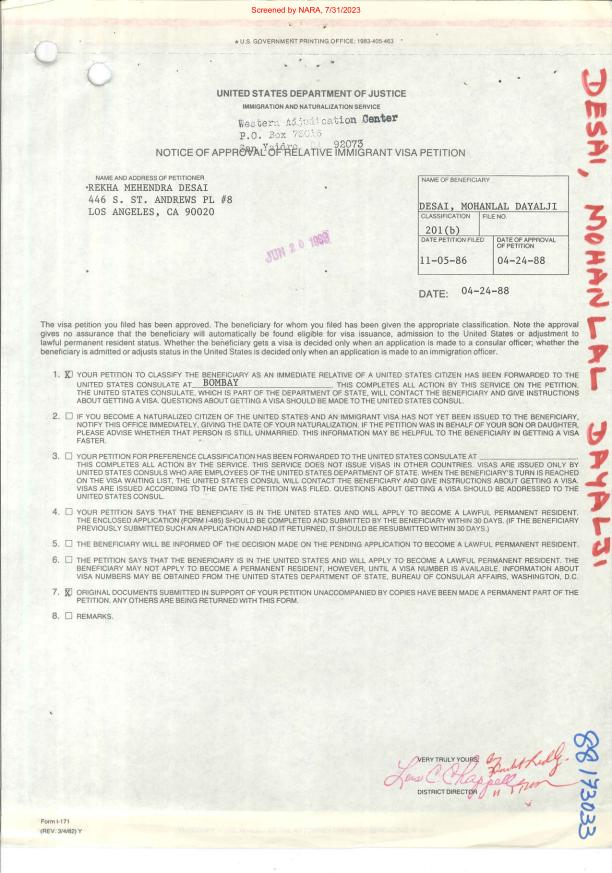 Screened by NARA, 7/31/2023
★ U.S. GOVERNMENT PRINTING OFFICE: 1983-405-463
UNITED STATES DEPARTMENT OF JUSTICE
IMMIGRATION AND NATURALIZATION SERVICE
Western Adjudication Center
P.O. Box
San Ysidro, 92073
NOTICE OF APPROVAL OF RELATIVE IMMIGRANT VISA PETITION
NAME AND ADDRESS OF PETITIONER
REKHA MEHENDRA DESAI
446 S. ST. ANDREWS PL #8
LOS ANGELES, CA 90020
JUN 20 1988
NAME OF BENEFICIARY
DESAI, MOHANLAL DAYALJI
CLASSIFICATION FILE NO.
201(b)
DATE PETITION FILED DATE OF APPROVAL OF PETITION
11-05-86 04-24-88
DATE: 04-24-88
The visa petition you filed has been approved. The beneficiary for whom you filed has been given the appropriate classification. Note the approval
gives no assurance that the beneficiary will automatically be found eligible for visa issuance, admission to the United States or adjustment to
lawful permanent resident status. Whether the beneficiary gets a visa is decided only when an application is made to a consular officer; whether the
beneficiary is admitted or adjusts status in the United States is decided only when an application is made to an immigration officer.
1. X YOUR PETITION TO CLASSIFY THE BENEFICIARY AS AN IMMEDIATE RELATIVE OF A UNITED STATES CITIZEN HAS BEEN FORWARDED TO THE
UNITED STATES CONSULATE AT BOMBAY THIS COMPLETES ALL ACTION BY THIS SERVICE ON THE PETITION.
THE UNITED STATES CONSULATE, WHICH IS PART OF THE DEPARTMENT OF STATE, WILL CONTACT THE BENEFICIARY AND GIVE INSTRUCTIONS
ABOUT GETTING A VISA. QUESTIONS ABOUT GETTING A VISA SHOULD BE MADE TO THE UNITED STATES CONSUL.
2. ☐ IF YOU BECOME A NATURALIZED CITIZEN OF THE UNITED STATES AND AN IMMIGRANT VISA HAS NOT YET BEEN ISSUED TO THE BENEFICIARY,
NOTIFY THIS OFFICE IMMEDIATELY, GIVING THE DATE OF YOUR NATURALIZATION. IF THE PETITION WAS IN BEHALF OF YOUR SON OR DAUGHTER,
PLEASE ADVISE WHETHER THAT PERSON IS STILL UNMARRIED. THIS INFORMATION MAY BE HELPFUL TO THE BENEFICIARY IN GETTING A VISA
FASTER.
3. ☐ YOUR PETITION FOR PREFERENCE CLASSIFICATION HAS BEEN FORWARDED TO THE UNITED STATES CONSULATE AT
THIS COMPLETES ALL ACTION BY THE SERVICE. THIS SERVICE DOES NOT ISSUE VISAS IN OTHER COUNTRIES. VISAS ARE ISSUED ONLY BY
UNITED STATES CONSULS WHO ARE EMPLOYEES OF THE UNITED STATES DEPARTMENT OF STATE. WHEN THE BENEFICIARY'S TURN IS REACHED
ON THE VISA WAITING LIST, THE UNITED STATES CONSUL WILL CONTACT THE BENEFICIARY AND GIVE INSTRUCTIONS ABOUT GETTING A VISA.
VISAS ARE ISSUED ACCORDING TO THE DATE THE PETITION WAS FILED. QUESTIONS ABOUT GETTING A VISA SHOULD BE ADDRESSED TO THE
UNITED STATES CONSUL.
4. ☐ YOUR PETITION SAYS THAT THE BENEFICIARY IS IN THE UNITED STATES AND WILL APPLY TO BECOME A LAWFUL PERMANENT RESIDENT.
THE ENCLOSED APPLICATION (FORM I-485) SHOULD BE COMPLETED AND SUBMITTED BY THE BENEFICIARY WITHIN 30 DAYS. (IF THE BENEFICIARY
PREVIOUSLY SUBMITTED SUCH AN APPLICATION AND HAD IT RETURNED, IT SHOULD BE RESUBMITTED WITHIN 30 DAYS.)
5. ☐ THE BENEFICIARY WILL BE INFORMED OF THE DECISION MADE ON THE PENDING APPLICATION TO BECOME A LAWFUL PERMANENT RESIDENT.
6. ☐ THE PETITION SAYS THAT THE BENEFICIARY IS IN THE UNITED STATES AND WILL APPLY TO BECOME A LAWFUL PERMANENT RESIDENT. THE
BENEFICIARY MAY NOT APPLY TO BECOME A PERMANENT RESIDENT, HOWEVER, UNTIL A VISA NUMBER IS AVAILABLE. INFORMATION ABOUT
VISA NUMBERS MAY BE OBTAINED FROM THE UNITED STATES DEPARTMENT OF STATE, BUREAU OF CONSULAR AFFAIRS, WASHINGTON, D.C.
7. X ORIGINAL DOCUMENTS SUBMITTED IN SUPPORT OF YOUR PETITION UNACCOMPANIED BY COPIES HAVE BEEN MADE A PERMANENT PART OF THE
PETITION. ANY OTHERS ARE BEING RETURNED WITH THIS FORM.
8. ☐ REMARKS.
VERY TRULY YOURS,
DISTRICT DIRECTOR
Form I-171
(REV. 3/4/82) Y
DESAI, MOHANLAL DAYALJI
88173033